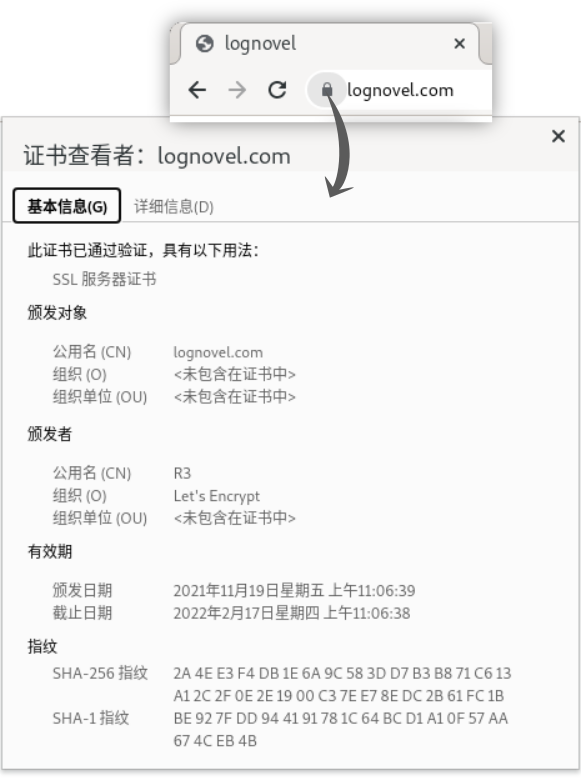 lognovel
lognovel.com
证书查看者：lognovel.com
基本信息(G) 详细信息(D)
此证书已通过验证，具有以下用法：
SSL 服务器证书
颁发对象
公用名 (CN) lognovel.com
组织 (O) <未包含在证书中>
组织单位 (OU) <未包含在证书中>
颁发者
公用名 (CN) R3
组织 (O) Let's Encrypt
组织单位 (OU) <未包含在证书中>
有效期
颁发日期 2021年11月19日星期五 上午11:06:39
截止日期 2022年2月17日星期四 上午11:06:38
指纹
SHA-256 指纹 2A 4E E3 F4 DB 1E 6A 9C 58 3D D7 B3 B8 71 C6 13
A1 2C 2F 0E 2E 19 00 C3 7E E7 8E DC 2B 61 FC 1B
SHA-1 指纹 BE 92 7F DD 94 41 91 78 1C 64 BC D1 A1 0F 57 AA
67 4C EB 4B